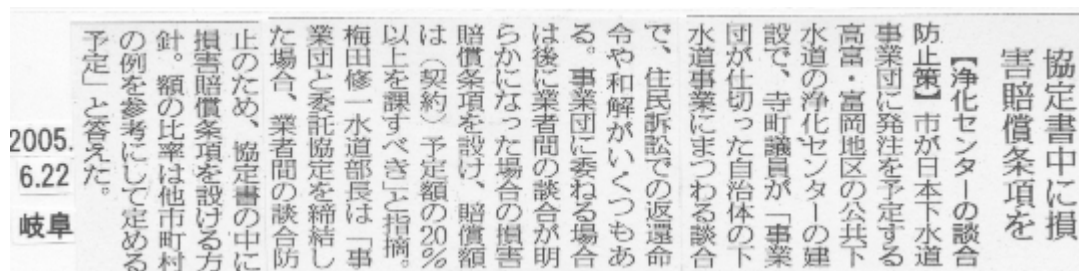 協定書中に損
害賠償条項を
【浄化センターの談合
防止策】市が日本下水道
事業団に発注を予定する
高富・富岡地区の公共下
水道の浄化センターの建
設で、寺町議員が「事業
団が仕切った自治体の下
水道事業にまつわる談合
で、住民訴訟での返還命
令や和解がいくつもあ
る。事業団に委ねる場合
は後に業者間の談合が明
らかになった場合の損害
賠償条項を設け、賠償額
は（契約）予定額の20%
以上を課すべき」と指摘。
梅田修一水道部長は「事
業団と委託協定を締結し
た場合、業者間の談合防
止のため、協定書の中に
損害賠償条項を設ける方
針。額の比率は他市町村
の例を参考にして定める
予定」と答えた。
2005.
6.22
岐阜